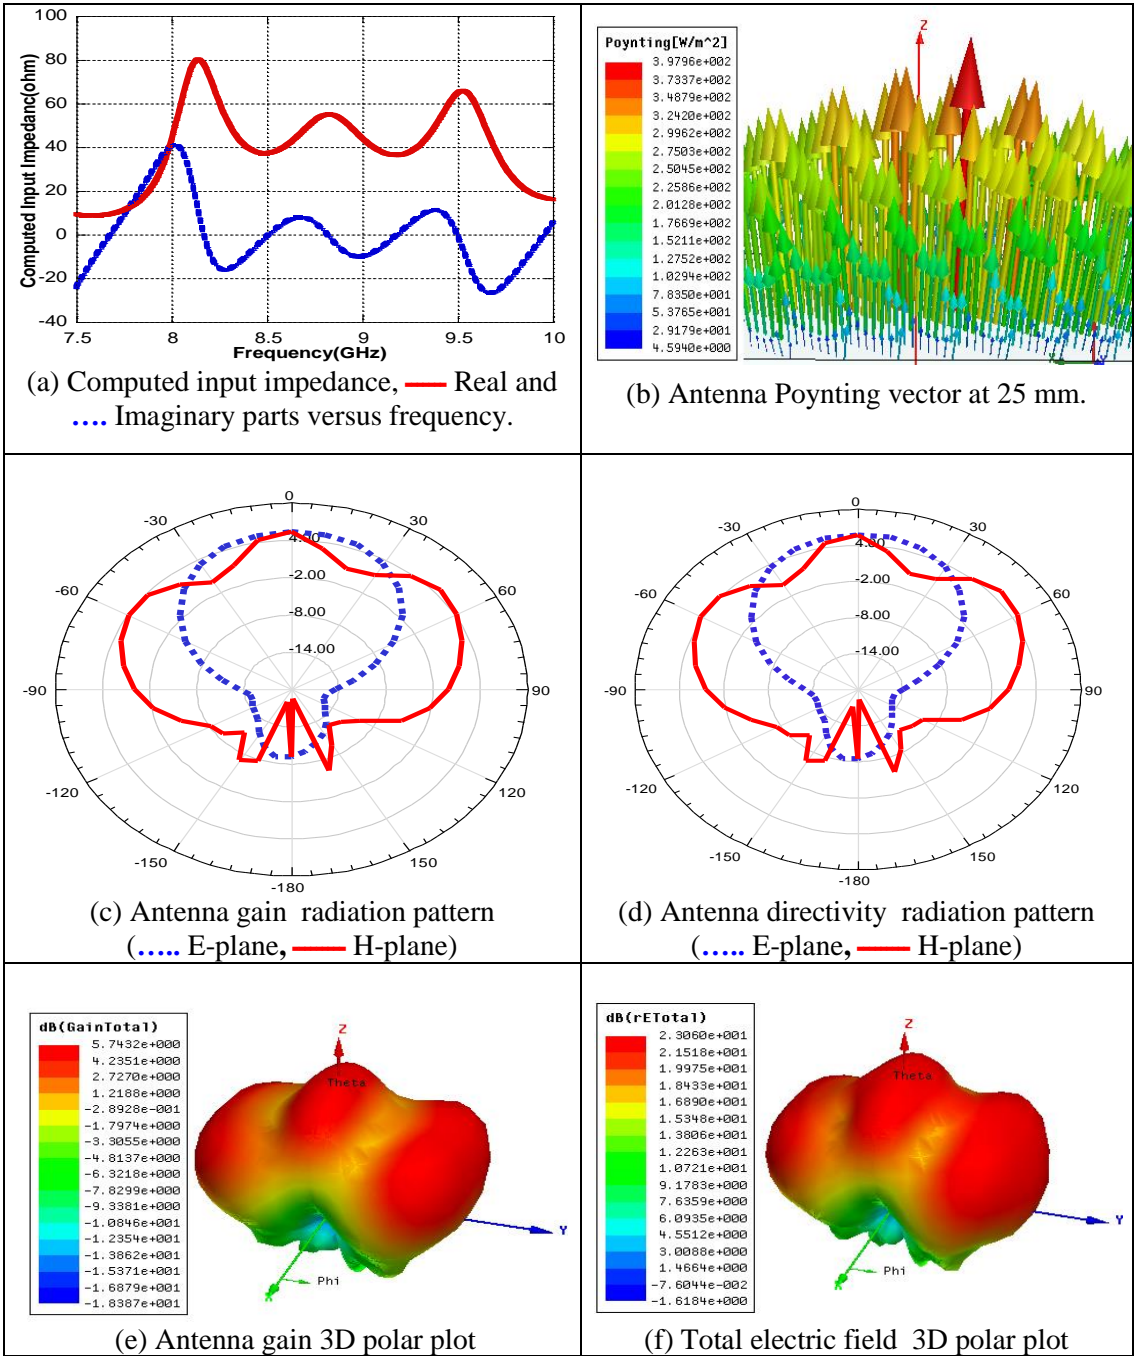 100
80
60
40
20
0
-20
-40
7.5 8 8.5 9 9.5 10
Computed Input Impedanc(ohm)
Frequency(GHz)
(a) Computed input impedance, Real and
.... Imaginary parts versus frequency.
Poynting[W/m^2]
3.9796e+002
3.7337e+002
3.4879e+002
3.2420e+002
2.9962e+002
2.7503e+002
2.5045e+002
2.2586e+002
2.0128e+002
1.7669e+002
1.5211e+002
1.2752e+002
1.0294e+002
7.8350e+001
5.3765e+001
2.9179e+001
4.5940e+000
Z
X Y
(b) Antenna Poynting vector at 25 mm.
0
-30 30
4.00
-2.00
-60 60
-8.00
-14.00
-90 90
-120 120
-150 150
-180
(c) Antenna gain radiation pattern
(..... E-plane, H-plane)
0
-30 30
4.00
-2.00
-60 60
-8.00
-14.00
-90 90
-120 120
-150 150
-180
(d) Antenna directivity radiation pattern
(..... E-plane, H-plane)
dB(GainTotal)
5.7432e+000
4.2351e+000
2.7270e+000
1.2188e+000
-2.8928e-001
-1.7974e+000
-3.3055e+000
-4.8137e+000
-6.3218e+000
-7.8299e+000
-9.3381e+000
-1.0846e+001
-1.2354e+001
-1.3862e+001
-1.5371e+001
-1.6879e+001
-1.8387e+001
Z
Theta
Y
Phi
X
(e) Antenna gain 3D polar plot
dB(rETotal)
2.3060e+001
2.1518e+001
1.9975e+001
1.8433e+001
1.6890e+001
1.5348e+001
1.3806e+001
1.2263e+001
1.0721e+001
9.1783e+000
7.6359e+000
6.0935e+000
4.5512e+000
3.0088e+000
1.4664e+000
-7.6044e-002
-1.6184e+000
Z
Theta
Y
Phi
X
(f) Total electric field 3D polar plot